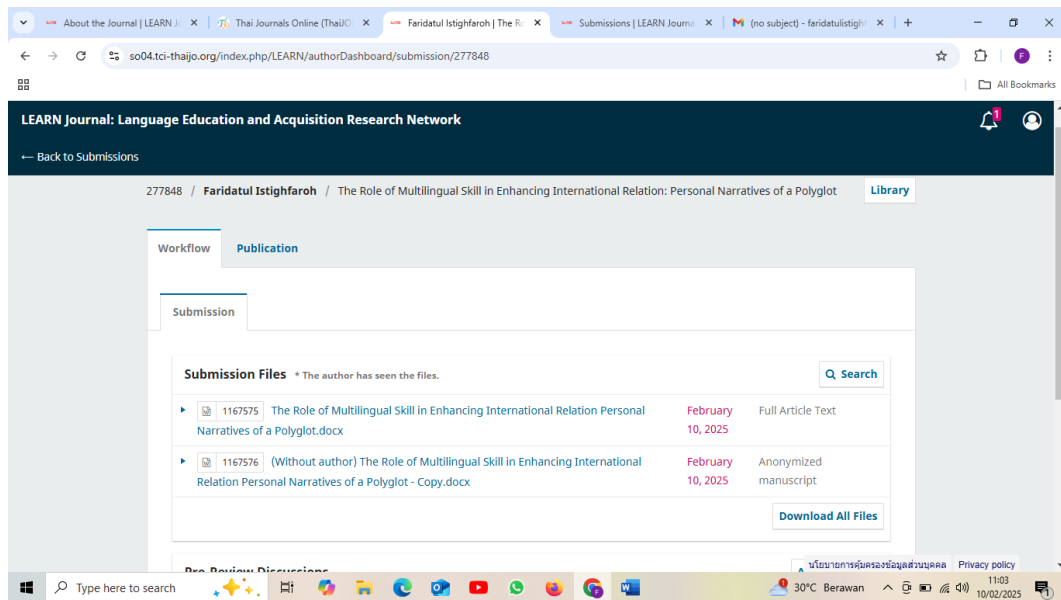 About the Journal | LEARN Jo
Thai Journals Online (ThaiJO)
Faridatul Istighfaroh | The Ro
Submissions | LEARN Journa
(no subject) - faridatulistighf
so04.tci-thaijo.org/index.php/LEARN/authorDashboard/submission/277848
F
All Bookmarks
LEARN Journal: Language Education and Acquisition Research Network
1
← Back to Submissions
277848 / Faridatul Istighfaroh / The Role of Multilingual Skill in Enhancing International Relation: Personal Narratives of a Polyglot
Library
Workflow
Publication
Submission
Submission Files * The author has seen the files.
Search
1167575 The Role of Multilingual Skill in Enhancing International Relation Personal
Narratives of a Polyglot.docx
February
10, 2025
Full Article Text
1167576 (Without author) The Role of Multilingual Skill in Enhancing International
Relation Personal Narratives of a Polyglot - Copy.docx
February
10, 2025
Anonymized
manuscript
Download All Files
Pre-Review Discussions
นโยบายการคุ้มครองข้อมูลส่วนบุคคล Privacy policy
Type here to search
30°C Berawan
11:03
10/02/2025